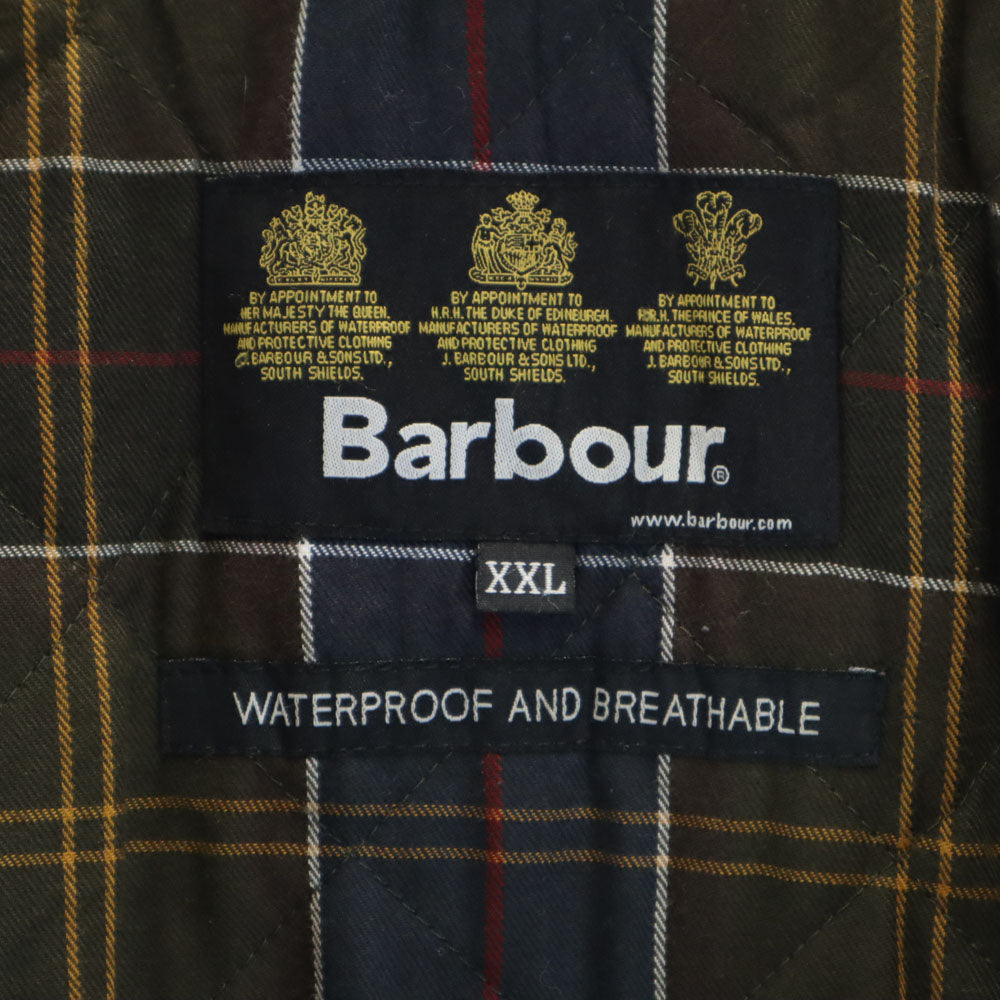 BY APPOINTMENT TO
HER MAJESTY THE QUEEN.
MANUFACTURERS OF WATERPROOF
AND PROTECTIVE CLOTHING
J. BARBOUR & SONS LTD.,
SOUTH SHIELDS.
BY APPOINTMENT TO
H.R.H. THE DUKE OF EDINBURGH.
MANUFACTURERS OF WATERPROOF
AND PROTECTIVE CLOTHING
J. BARBOUR & SONS LTD.,
SOUTH SHIELDS.
BY APPOINTMENT TO
H.R.H. THE PRINCE OF WALES.
MANUFACTURERS OF WATERPROOF
AND PROTECTIVE CLOTHING
J. BARBOUR & SONS LTD.,
SOUTH SHIELDS.
Barbour®
www.barbour.com
XXL
WATERPROOF AND BREATHABLE